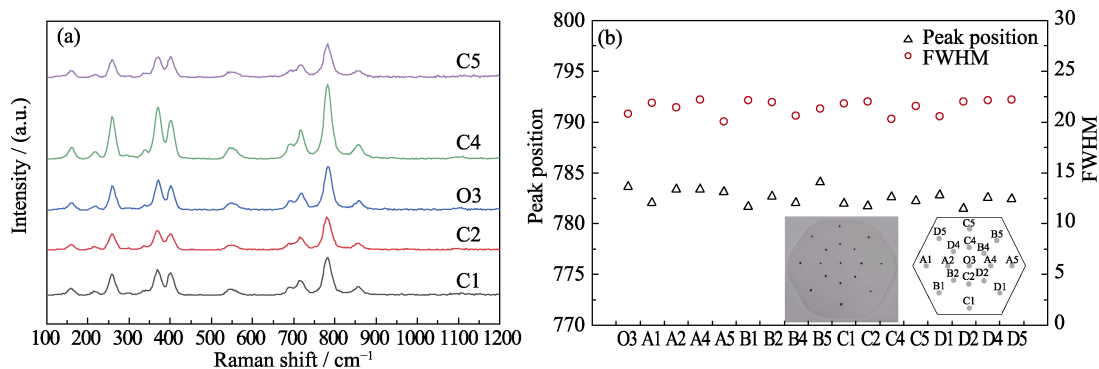 (a)
C5
C4
O3
C2
C1
Intensity / (a.u.)
100 200 300 400 500 600 700 800 900 1000 1100 1200
Raman shift / cm⁻¹
(b)
Peak position
FWHM
800
795
790
785
780
775
770
Peak position
30
25
20
15
10
5
0
FWHM
C5
D5 B5
D4 C4 B4
A1 A2 O3 A4 A5
B2 C2 D2
B1 D1
C1
O3 A1 A2 A4 A5 B1 B2 B4 B5 C1 C2 C4 C5 D1 D2 D4 D5